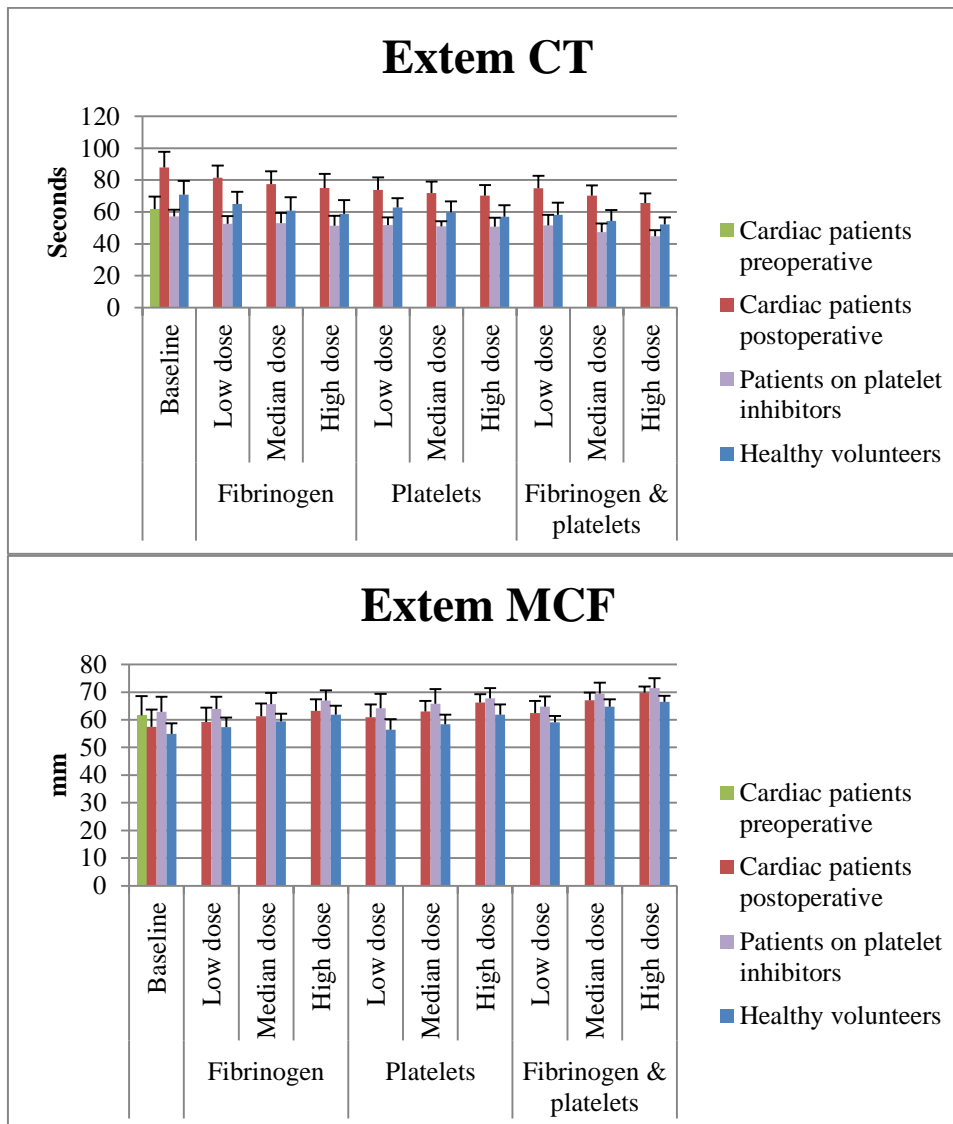 Extem CT
120
100
80
60
40
20
0
Seconds
Baseline
Low dose
Median dose
High dose
Low dose
Median dose
High dose
Low dose
Median dose
High dose
Fibrinogen
Platelets
Fibrinogen &
platelets
Cardiac patients
preoperative
Cardiac patients
postoperative
Patients on platelet
inhibitors
Healthy volunteers
Extem MCF
80
70
60
50
40
30
20
10
0
mm
Baseline
Low dose
Median dose
High dose
Low dose
Median dose
High dose
Low dose
Median dose
High dose
Fibrinogen
Platelets
Fibrinogen &
platelets
Cardiac patients
preoperative
Cardiac patients
postoperative
Patients on platelet
inhibitors
Healthy volunteers